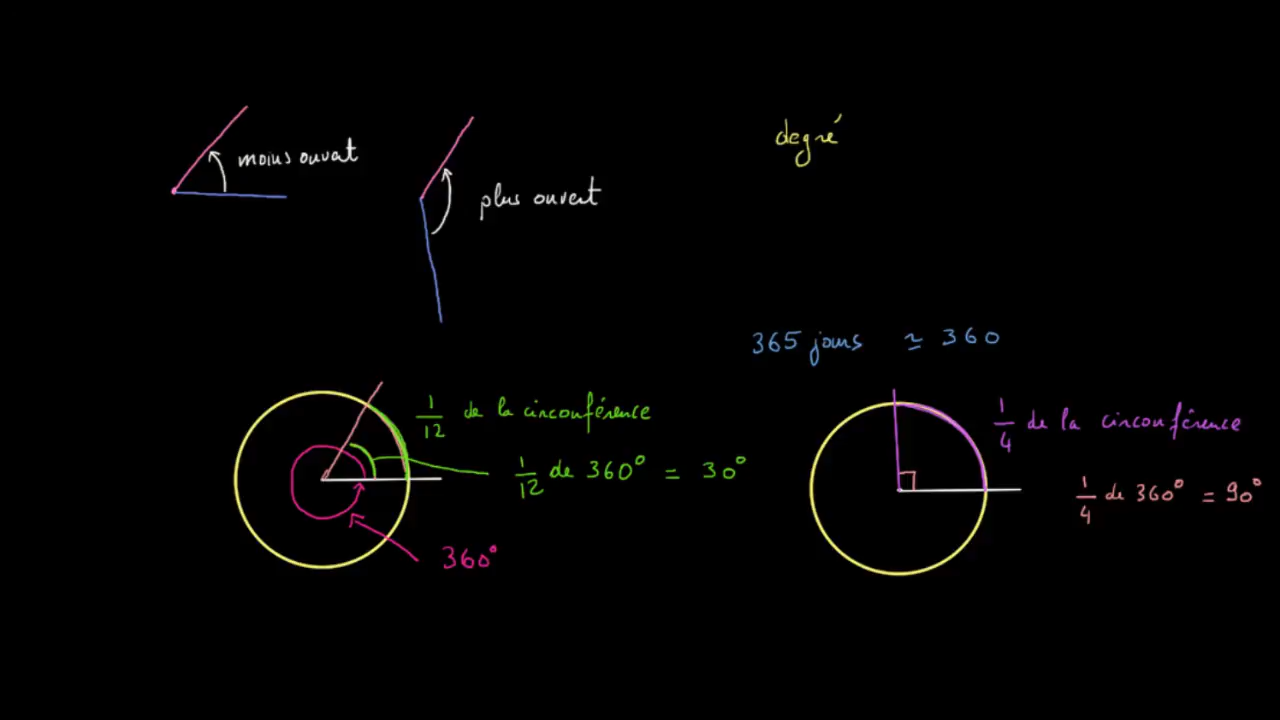 degré
moins ouvat
plus ouvert
365 jours ≃ 360
1/12 de la circonférence
1/4 de la circonférence
1/12 de 360° = 30°
1/4 de 360° = 90°
360°